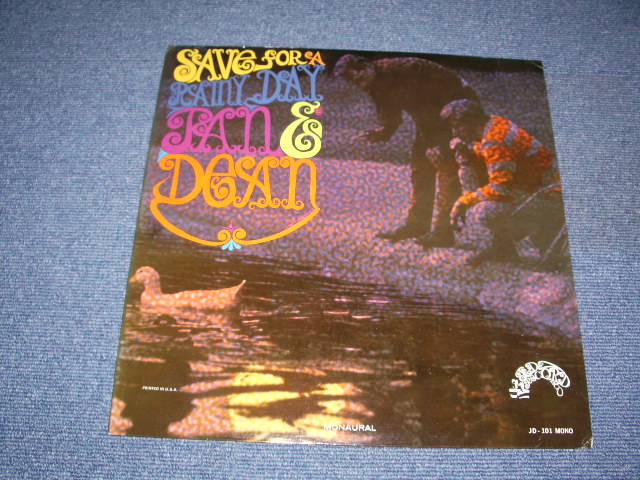 SAVE FOR A
RAINY DAY
JAN &
DEAN
PRINTED IN U.S.A.
MONAURAL
JD - 101 MONO